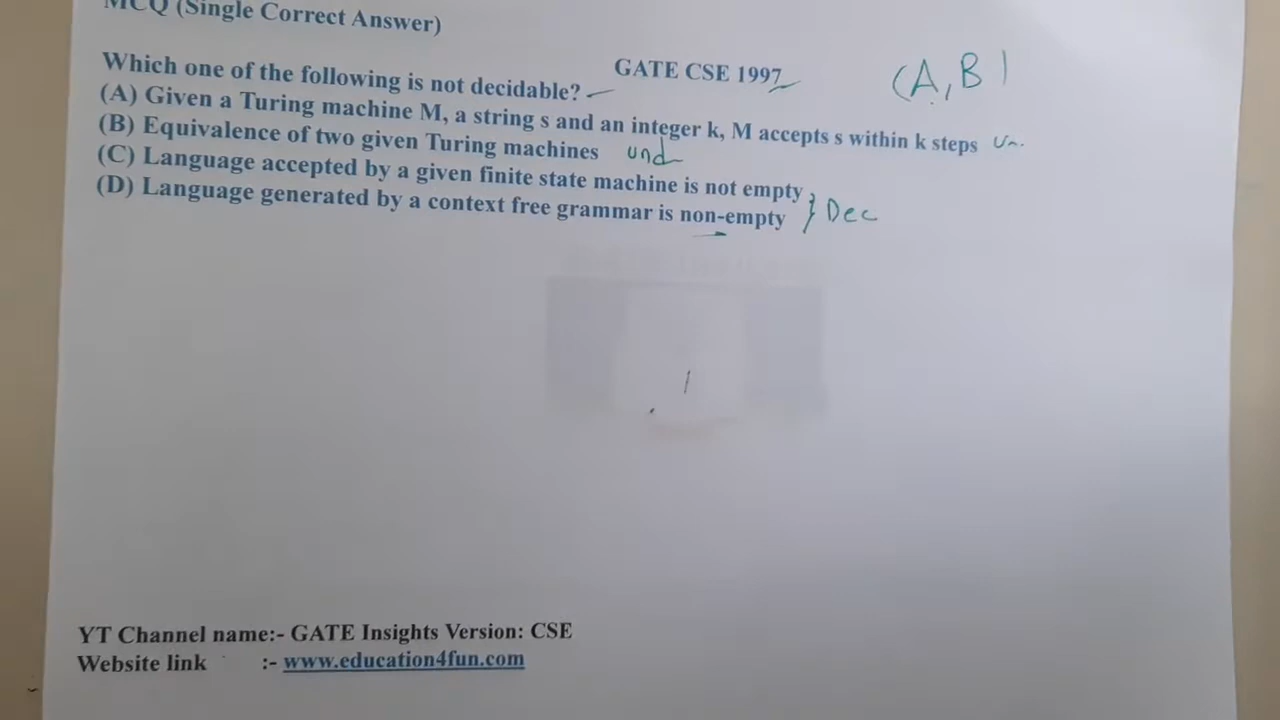 MCQ (Single Correct Answer)
Which one of the following is not decidable? GATE CSE 1997 (A, B)
(A) Given a Turing machine M, a string s and an integer k, M accepts s within k steps un.
(B) Equivalence of two given Turing machines und
(C) Language accepted by a given finite state machine is not empty
(D) Language generated by a context free grammar is non-empty } Dec
YT Channel name:- GATE Insights Version: CSE
Website link :- www.education4fun.com